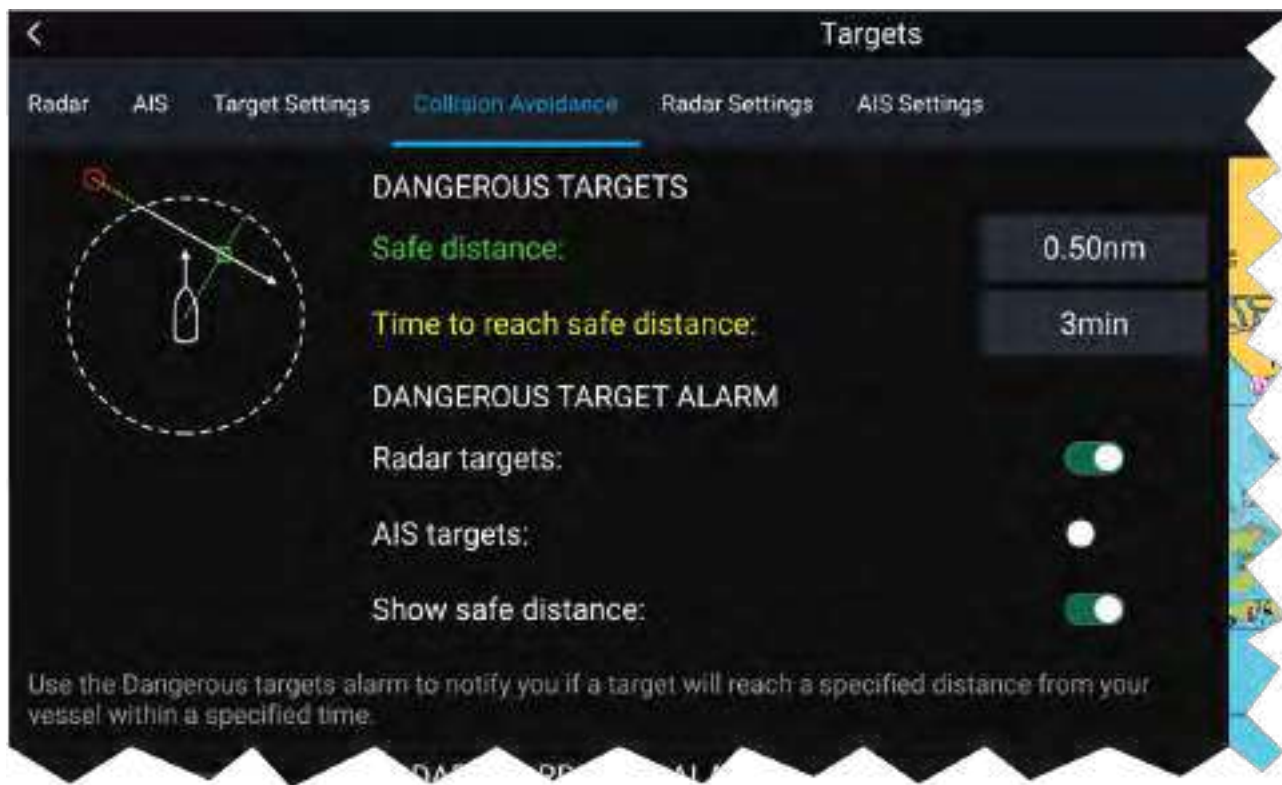 Targets
Radar AIS Target Settings Collision Avoidance Radar Settings AIS Settings
DANGEROUS TARGETS
Safe distance: 0.50nm
Time to reach safe distance: 3min
DANGEROUS TARGET ALARM
Radar targets:
AIS targets:
Show safe distance:
Use the Dangerous targets alarm to notify you if a target will reach a specified distance from your
vessel within a specified time.